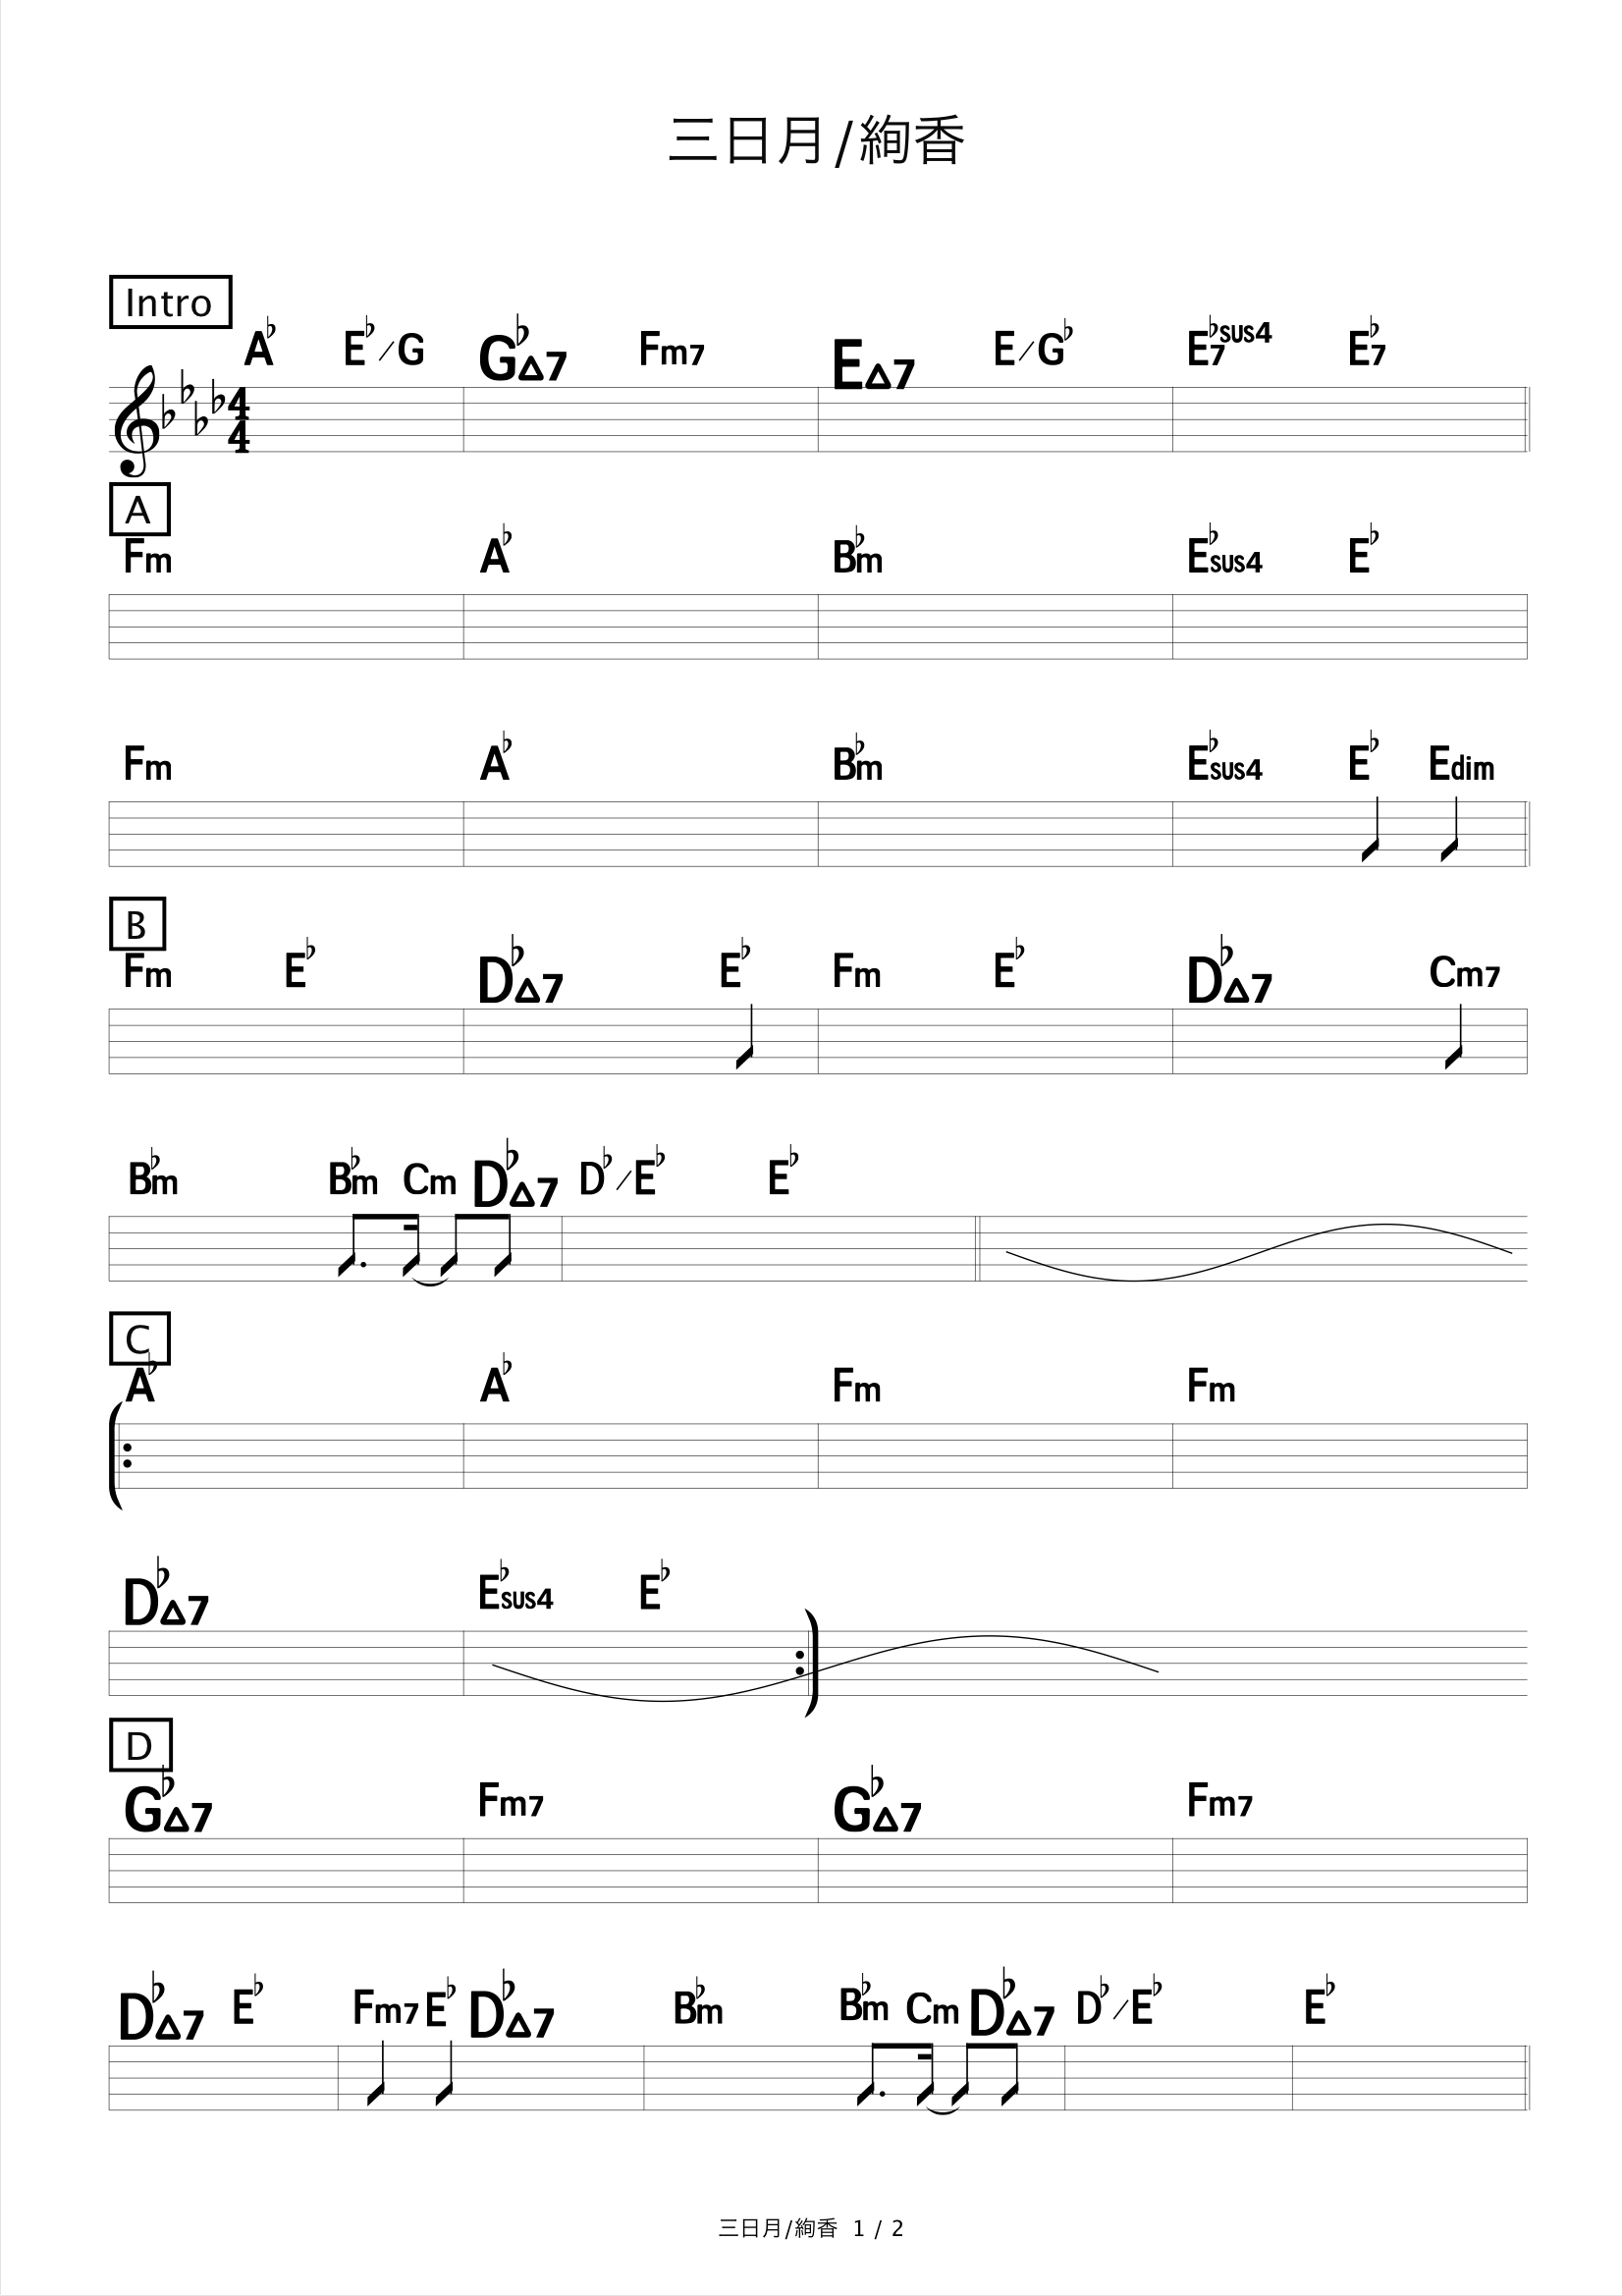 三日月/絢香
Intro
A♭ E♭/G G♭△7 Fm7 E△7 E/G♭ E♭7sus4 E♭7
4
4
A
Fm A♭ B♭m E♭sus4 E♭
Fm A♭ B♭m E♭sus4 E♭ Edim
B
Fm E♭ D♭△7 E♭ Fm E♭ D♭△7 Cm7
B♭m B♭m Cm D♭△7 D♭/E♭ E♭
C
A♭ A♭ Fm Fm
D♭△7 E♭sus4 E♭
D
G♭△7 Fm7 G♭△7 Fm7
D♭△7 E♭ Fm7 E♭ D♭△7 B♭m B♭m Cm D♭△7 D♭/E♭ E♭
三日月/絢香 1 / 2